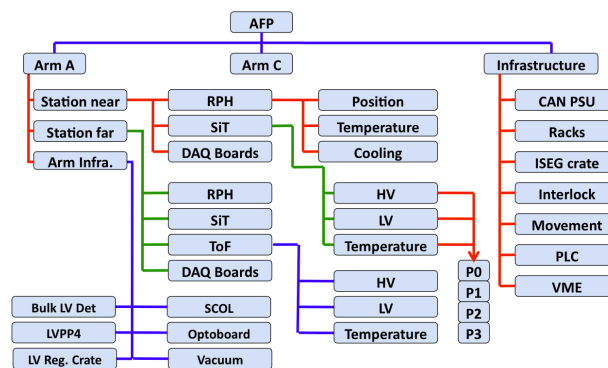 AFP
Arm A
Arm C
Infrastructure
Station near
RPH
Position
CAN PSU
Station far
SiT
Temperature
Racks
Arm Infra.
DAQ Boards
Cooling
ISEG crate
RPH
HV
Interlock
SiT
LV
Movement
ToF
Temperature
PLC
DAQ Boards
P0
HV
P1
VME
Bulk LV Det
SCOL
LV
P2
LVPP4
Optoboard
Temperature
P3
LV Reg. Crate
Vacuum